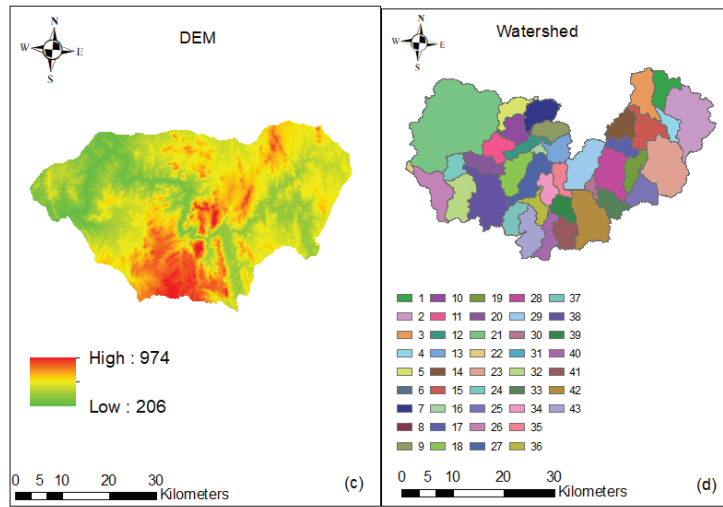 DEM
N
W E
S
High : 974
Low : 206
0 5 10 20 30
Kilometers
(c)
Watershed
N
W E
S
1 10 19 28 37
2 11 20 29 38
3 12 21 30 39
4 13 22 31 40
5 14 23 32 41
6 15 24 33 42
7 16 25 34 43
8 17 26 35
9 18 27 36
0 5 10 20 30
Kilometers
(d)